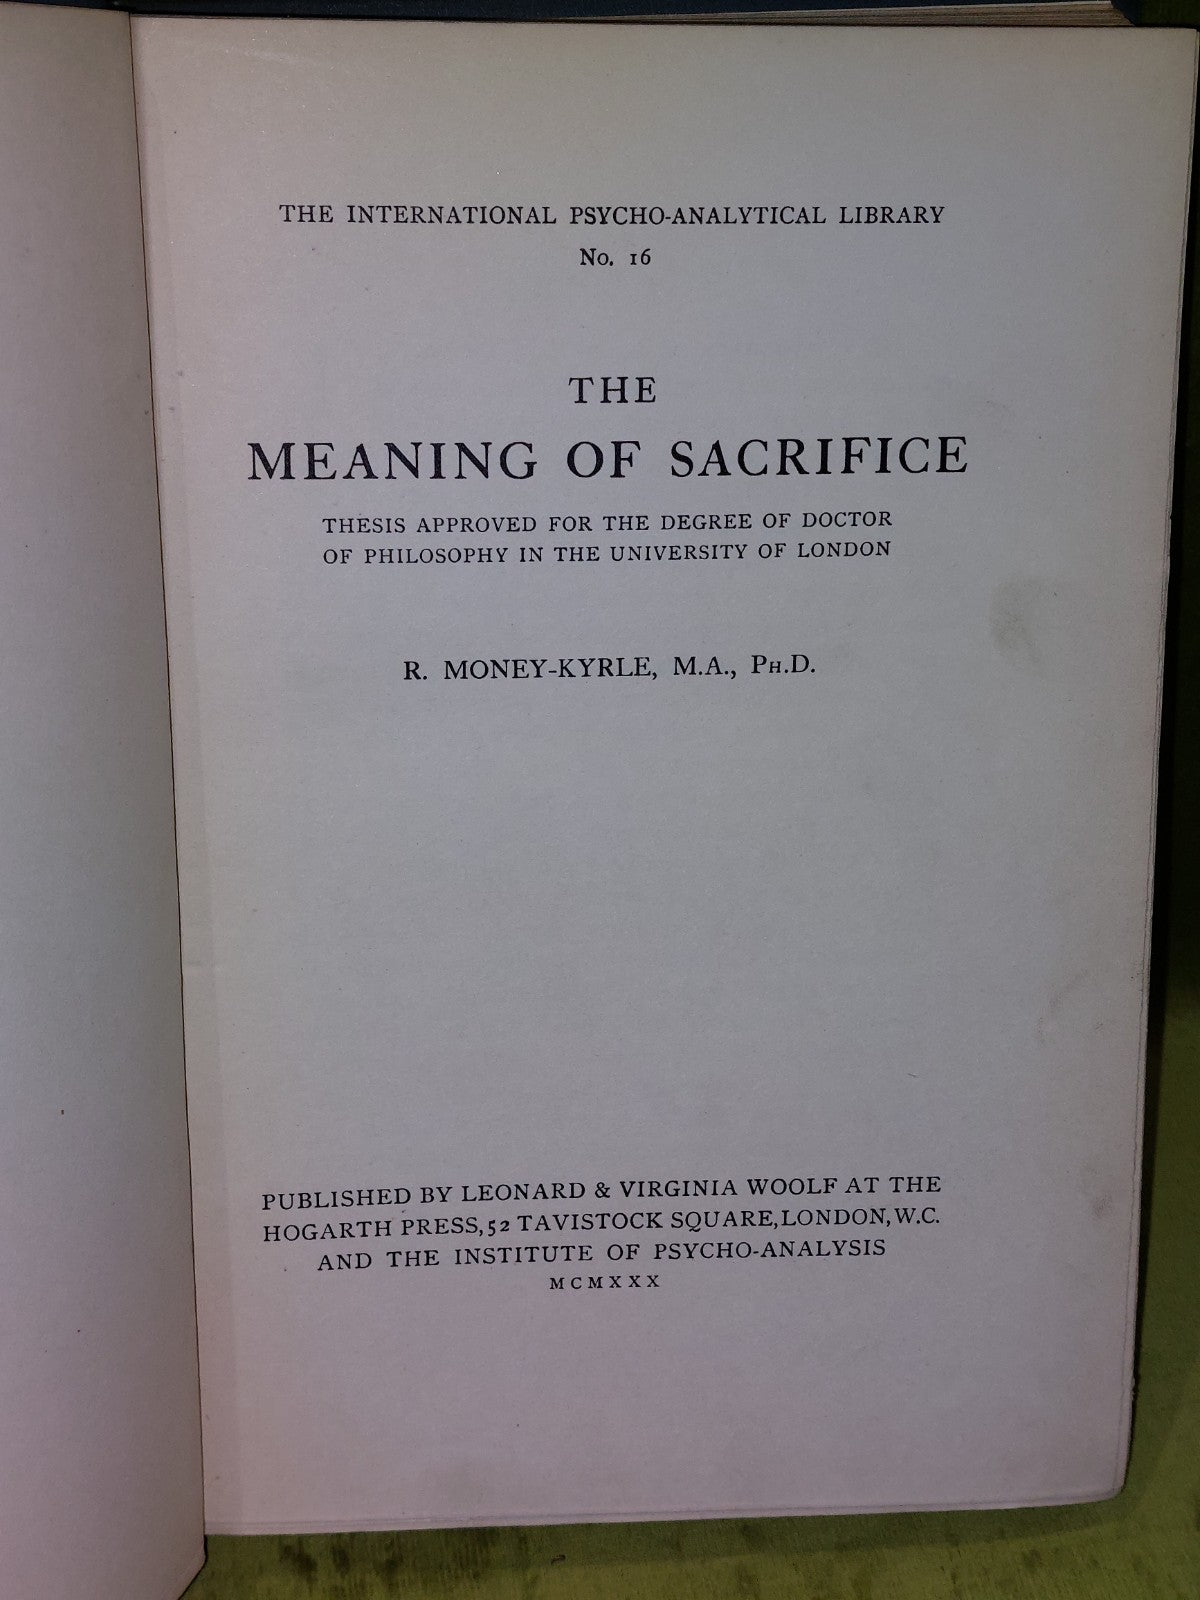 THE INTERNATIONAL PSYCHO-ANALYTICAL LIBRARY
No. 16
THE
MEANING OF SACRIFICE
THESIS APPROVED FOR THE DEGREE OF DOCTOR
OF PHILOSOPHY IN THE UNIVERSITY OF LONDON
R. MONEY-KYRLE, M.A., Ph.D.
PUBLISHED BY LEONARD & VIRGINIA WOOLF AT THE
HOGARTH PRESS, 52 TAVISTOCK SQUARE, LONDON, W.C.
AND THE INSTITUTE OF PSYCHO-ANALYSIS
MCMXXX